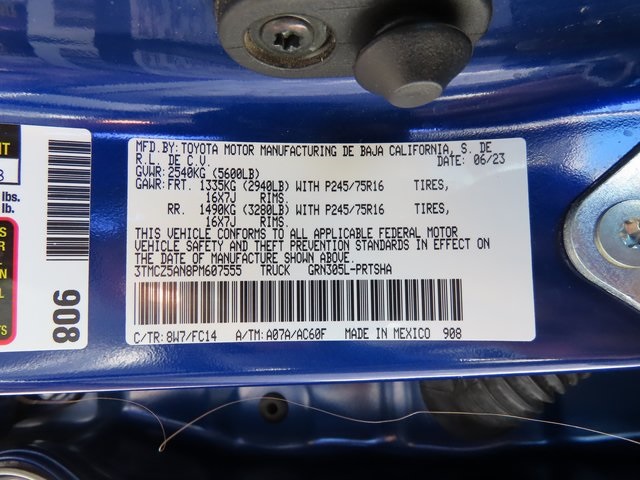 MFD.BY:TOYOTA MOTOR MANUFACTURING DE BAJA CALIFORNIA, S. DE
R.L. DE C.V. DATE: 06/23
GVWR:2540KG (5600LB)
GAWR:FRT. 1335KG (2940LB) WITH P245/75R16 TIRES,
16X7J RIMS.
RR. 1490KG (3280LB) WITH P245/75R16 TIRES,
16X7J RIMS.
THIS VEHICLE CONFORMS TO ALL APPLICABLE FEDERAL MOTOR
VEHICLE SAFETY AND THEFT PREVENTION STANDARDS IN EFFECT ON
THE DATE OF MANUFACTURE SHOWN ABOVE.
3TMCZ5AN8PM607555 TRUCK GRN305L-PRTSHA
C/TR:8W7/FC14 A/TM:A07A/AC60F MADE IN MEXICO 908
lbs.
lb.
908